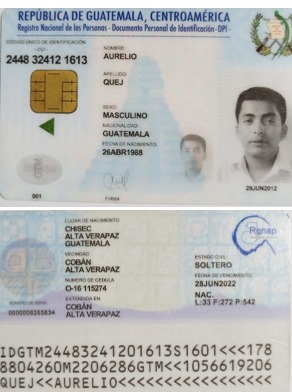 REPÚBLICA DE GUATEMALA, CENTROAMÉRICA
Registro Nacional de las Personas - Documento Personal de Identificación -DPI-
CÓDIGO ÚNICO DE IDENTIFICACIÓN
-CUI-
2448 32412 1613
NOMBRE
AURELIO
APELLIDO
QUEJ
SEXO
MASCULINO
NACIONALIDAD
GUATEMALA
FECHA DE NACIMIENTO
26ABR1988
GTM
001
FIRMA
29JUN2012
LUGAR DE NACIMIENTO
CHISEC
ALTA VERAPAZ
GUATEMALA
VECINDAD
COBÁN
ALTA VERAPAZ
NUMERO DE CEDULA
O-16 115274
EXTENDIDA EN
COBÁN
ALTA VERAPAZ
NÚMERO DE SERIE
0000008265834
Renap
ESTADO CIVIL
SOLTERO
FECHA DE VENCIMIENTO
28JUN2022
NAC.
L:33 F:272 P:542
IDGTM24483241201613S1601<<<178
8804260M2206286GTM<<1056619206
QUEJ<<AURELIO<<<<<<<<<<<<<<<<<